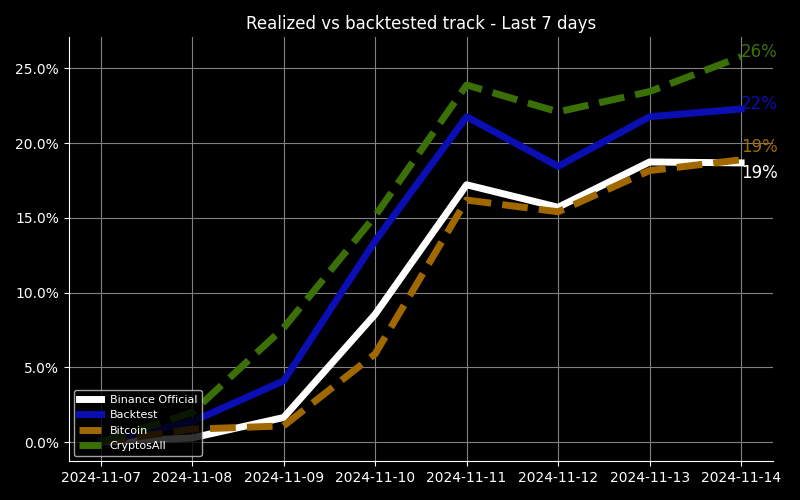 Realized vs backtested track - Last 7 days
26%
25.0%
22%
20.0%
19%
19%
15.0%
10.0%
5.0%
Binance Official
Backtest
Bitcoin
0.0%
CryptosAll
2024-11-07 2024-11-08 2024-11-09 2024-11-10 2024-11-11 2024-11-12 2024-11-13 2024-11-14